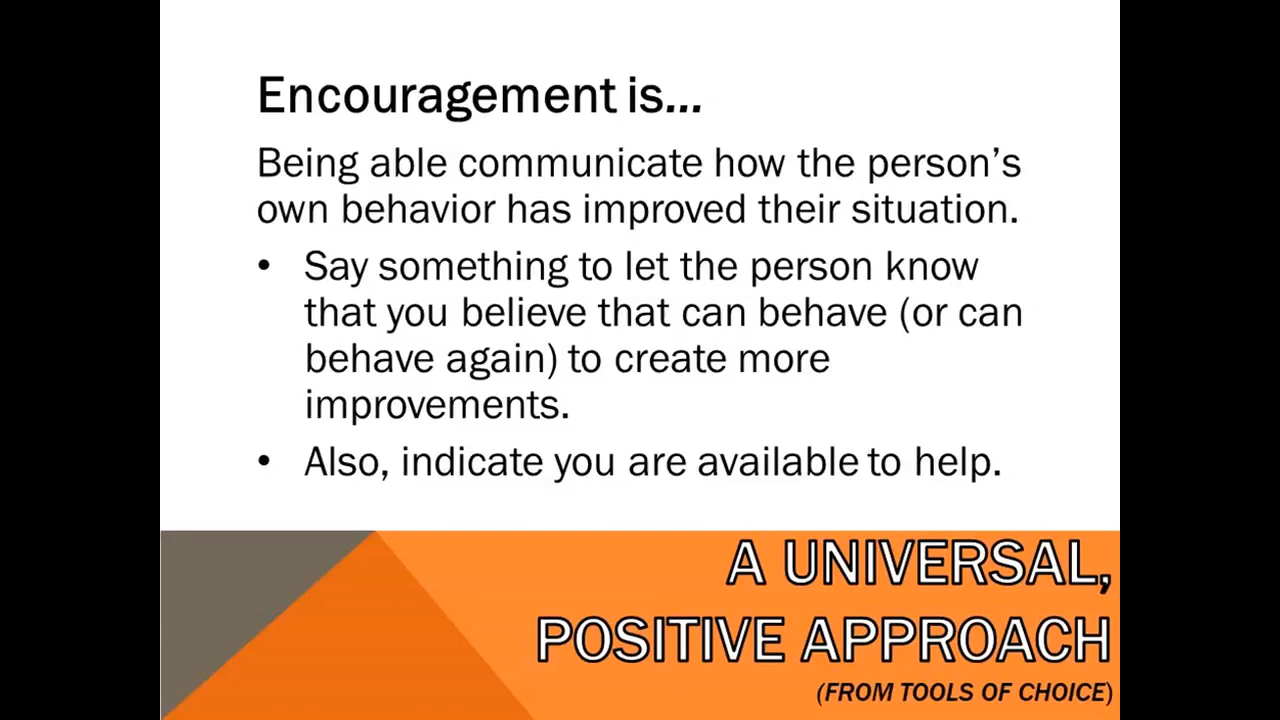 Encouragement is...
Being able communicate how the person's
own behavior has improved their situation.
• Say something to let the person know
that you believe that can behave (or can
behave again) to create more
improvements.
• Also, indicate you are available to help.
A UNIVERSAL,
POSITIVE APPROACH
(FROM TOOLS OF CHOICE)